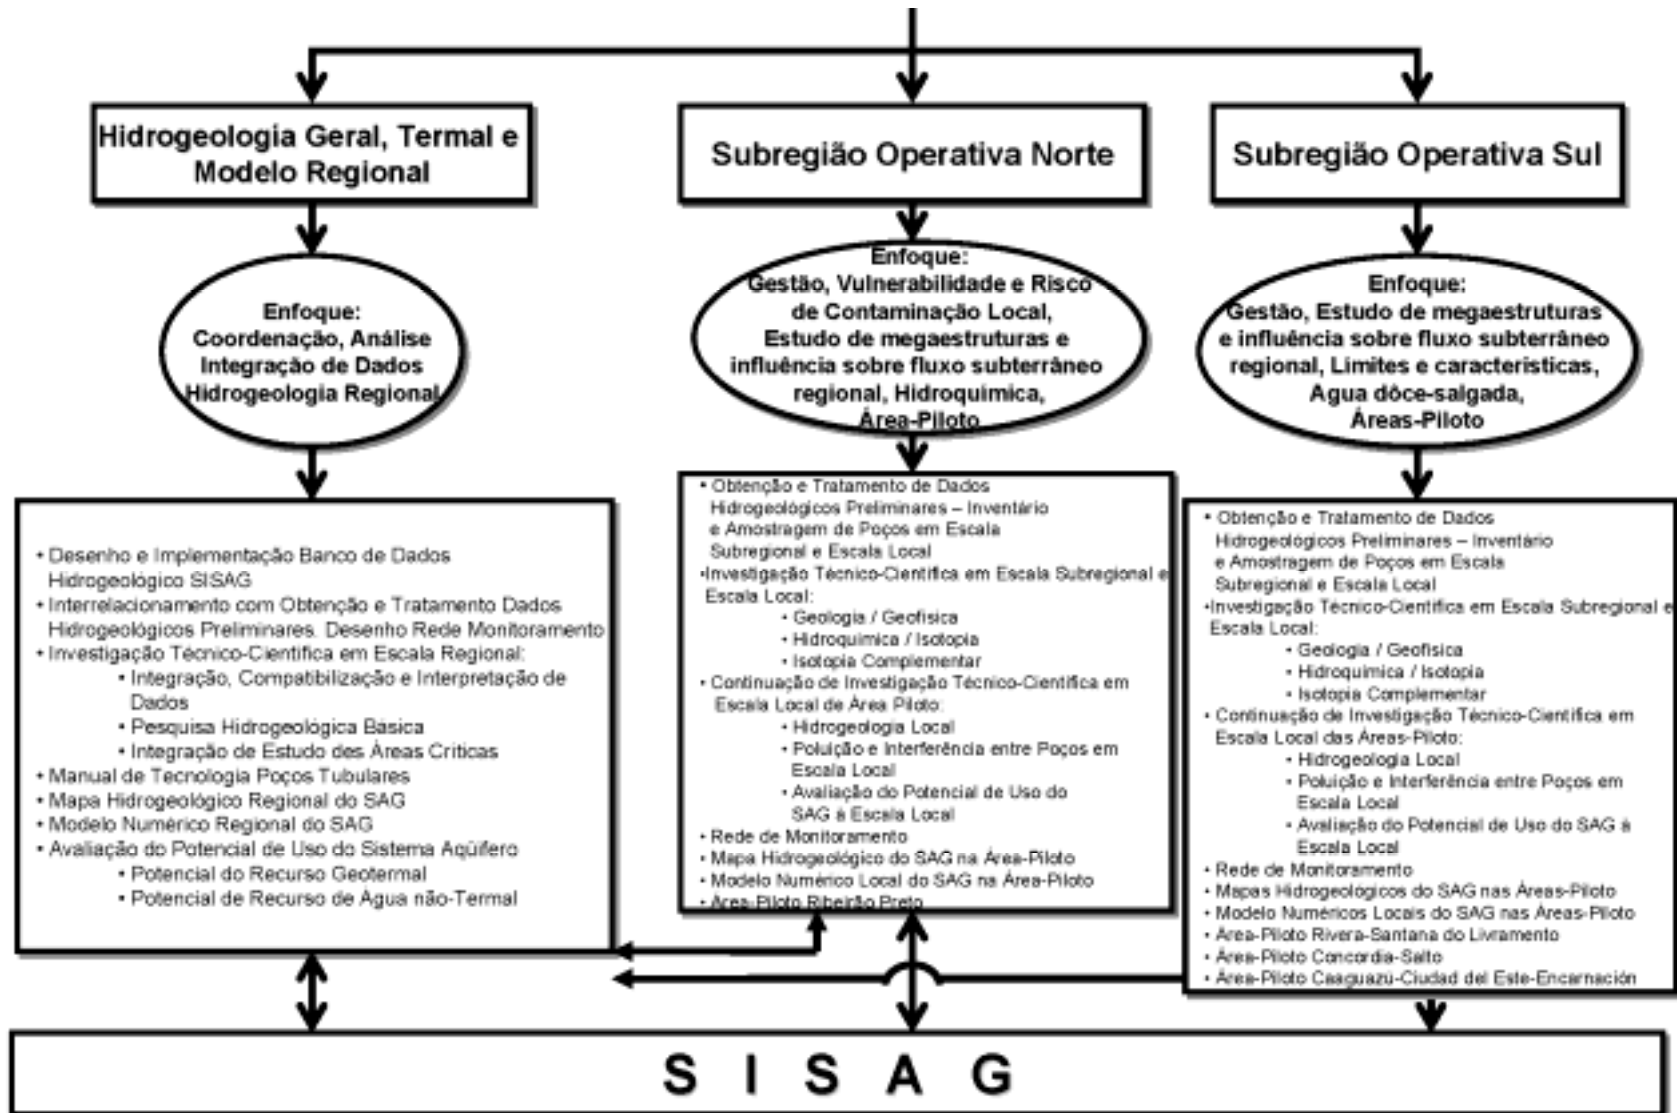 Hidrogeologia Geral, Termal e
Modelo Regional
Subregião Operativa Norte
Subregião Operativa Sul
Enfoque:
Coordenação, Análise
Integração de Dados
Hidrogeologia Regional
Enfoque:
Gestão, Vulnerabilidade e Risco
de Contaminação Local,
Estudo de megaestruturas e
influência sobre fluxo subterrâneo
regional, Hidroquímica,
Área-Piloto
Enfoque:
Gestão, Estudo de megaestruturas
e influência sobre fluxo subterrâneo
regional, Limites e características,
Agua dôce-salgada,
Áreas-Piloto
• Desenho e Implementação Banco de Dados
Hidrogeológico SISAG
• Interrelacionamento com Obtenção e Tratamento Dados
Hidrogeológicos Preliminares. Desenho Rede Monitoramento
• Investigação Técnico-Científica em Escala Regional:
• Integração, Compatibilização e Interpretação de
Dados
• Pesquisa Hidrogeológica Básica
• Integração de Estudo des Áreas Criticas
• Manual de Tecnologia Poços Tubulares
• Mapa Hidrogeológico Regional do SAG
• Modelo Numérico Regional do SAG
• Avaliação do Potencial de Uso do Sistema Aqüífero
• Potencial do Recurso Geotermal
• Potencial de Recurso de Agua não-Termal
• Obtenção e Tratamento de Dados
Hidrogeológicos Preliminares – Inventário
e Amostragem de Poços em Escala
Subregional e Escala Local
•Investigação Técnico-Científica em Escala Subregional e
Escala Local:
• Geologia / Geofísica
• Hidroquímica / Isotopia
• Isotopia Complementar
• Continuação de Investigação Técnico-Científica em
Escala Local de Área Piloto:
• Hidrogeologia Local
• Poluição e Interferência entre Poços em
Escala Local
• Avaliação do Potencial de Uso do
SAG à Escala Local
• Rede de Monitoramento
• Mapa Hidrogeológico do SAG na Área-Piloto
• Modelo Numérico Local do SAG na Área-Piloto
• Área-Piloto Ribeirão Preto
• Obtenção e Tratamento de Dados
Hidrogeológicos Preliminares – Inventário
e Amostragem de Poços em Escala
Subregional e Escala Local
•Investigação Técnico-Científica em Escala Subregional e
Escala Local:
• Geologia / Geofísica
• Hidroquímica / Isotopia
• Isotopia Complementar
• Continuação de Investigação Técnico-Científica em
Escala Local das Áreas-Piloto:
• Hidrogeologia Local
• Poluição e Interferência entre Poços em
Escala Local
• Avaliação do Potencial de Uso do SAG à
Escala Local
• Rede de Monitoramento
• Mapas Hidrogeológicos do SAG nas Áreas-Piloto
• Modelo Numéricos Locais do SAG nas Áreas-Piloto
• Área-Piloto Rivera-Santana do Livramento
• Área-Piloto Concordia-Salto
• Área-Piloto Caaguazú-Ciudad del Este-Encarnación
S I S A G